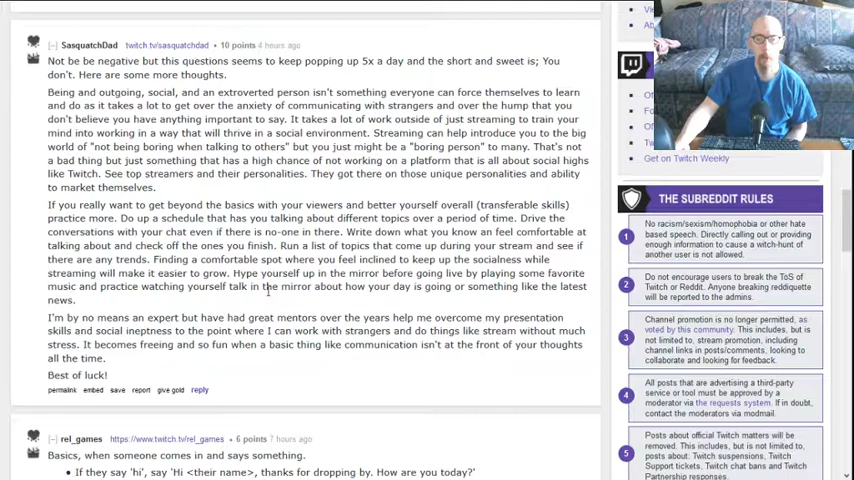 [–] SasquatchDad twitch.tv/sasquatchdad • 10 points 4 hours ago
Not be be negative but this questions seems to keep popping up 5x a day and the short and sweet is; You
don't. Here are some more thoughts.
Being and outgoing, social, and an extroverted person isn't something everyone can force themselves to learn
and do as it takes a lot to get over the anxiety of communicating with strangers and over the hump that you
don't believe you have anything important to say. It takes a lot of work outside of just streaming to train your
mind into working in a way that will thrive in a social environment. Streaming can help introduce you to the big
world of "not being boring when talking to others" but you just might be a "boring person" to many. That's not
a bad thing but just something that has a high chance of not working on a platform that is all about social highs
like Twitch. See top streamers and their personalities. They got there on those unique personalities and ability
to market themselves.
If you really want to get beyond the basics with your viewers and better yourself overall (transferable skills)
practice more. Do up a schedule that has you talking about different topics over a period of time. Drive the
conversations with your chat even if there is no-one in there. Write down what you know an feel comfortable at
talking about and check off the ones you finish. Run a list of topics that come up during your stream and see if
there are any trends. Finding a comfortable spot where you feel inclined to keep up the socialness while
streaming will make it easier to grow. Hype yourself up in the mirror before going live by playing some favorite
music and practice watching yourself talk in the mirror about how your day is going or something like the latest
news.
I'm by no means an expert but have had great mentors over the years help me overcome my presentation
skills and social ineptness to the point where I can work with strangers and do things like stream without much
stress. It becomes freeing and so fun when a basic thing like communication isn't at the front of your thoughts
all the time.
Best of luck!
permalink embed save report give gold reply
[–] rel_games https://www.twitch.tv/rel_games • 6 points 7 hours ago
Basics, when someone comes in and says something.
• If they say 'hi', say 'Hi <their name>, thanks for dropping by. How are you today?'
Get on Twitch Weekly
THE SUBREDDIT RULES
1 No racism/sexism/homophobia or other hate
based speech. Directly calling out or providing
enough information to cause a witch-hunt of
another user is not allowed.
2 Do not encourage users to break the ToS of
Twitch or Reddit. Anyone breaking reddiquette
will be reported to the admins.
3 Channel promotion is no longer permitted, as
voted by this community. This includes, but is
not limited to, stream promotion, including
channel links in posts/comments, looking to
collaborate and looking for feedback.
4 All posts that are advertising a third-party
service or tool must be approved by a
moderator via the requests system. If in doubt,
contact the moderators via modmail.
5 Posts about official Twitch matters will be
removed. This includes, but is not limited to,
posts about: Twitch suspensions, Twitch
Support tickets, Twitch chat bans and Twitch
Partnership responses.